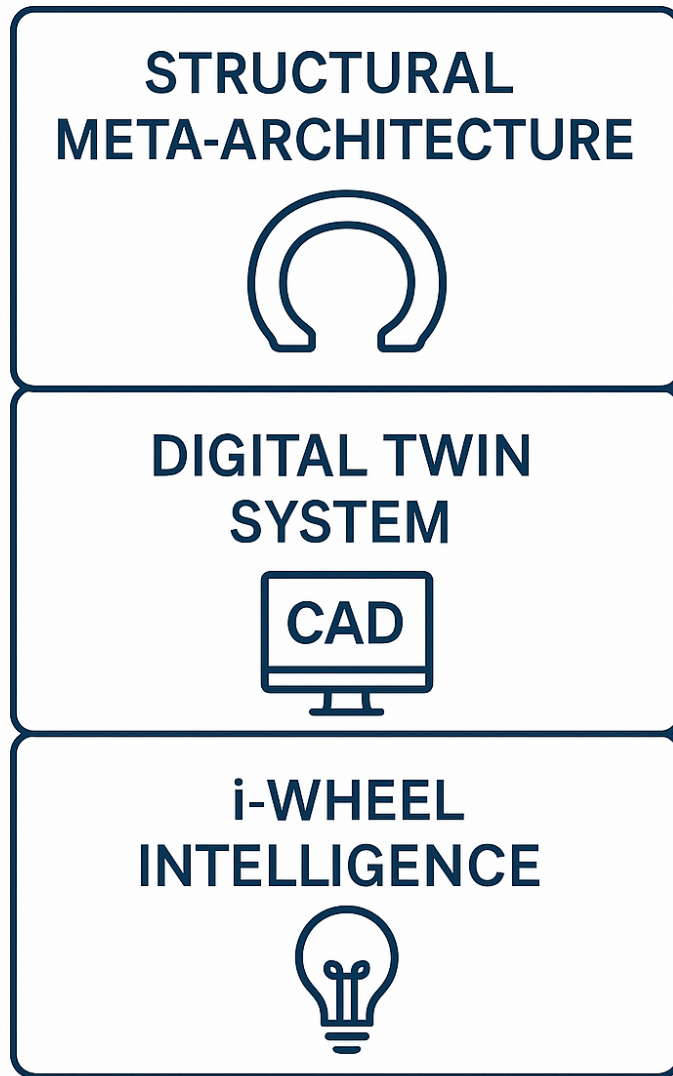 STRUCTURAL
META-ARCHITECTURE
DIGITAL TWIN
SYSTEM
CAD
i-WHEEL
INTELLIGENCE